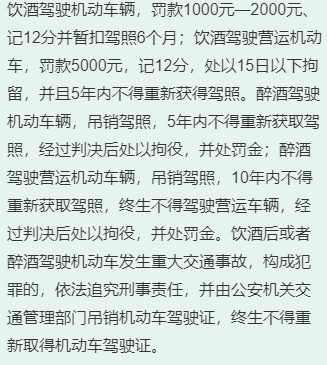 饮酒驾驶机动车辆，罚款1000元—2000元、
记12分并暂扣驾照6个月；饮酒驾驶营运机动
车，罚款5000元，记12分，处以15日以下拘
留，并且5年内不得重新获得驾照。醉酒驾驶
机动车辆，吊销驾照，5年内不得重新获取驾
照，经过判决后处以拘役，并处罚金；醉酒
驾驶营运机动车辆，吊销驾照，10年内不得
重新获取驾照，终生不得驾驶营运车辆，经
过判决后处以拘役，并处罚金。饮酒后或者
醉酒驾驶机动车发生重大交通事故，构成犯
罪的，依法追究刑事责任，并由公安机关交
通管理部门吊销机动车驾驶证，终生不得重
新取得机动车驾驶证。